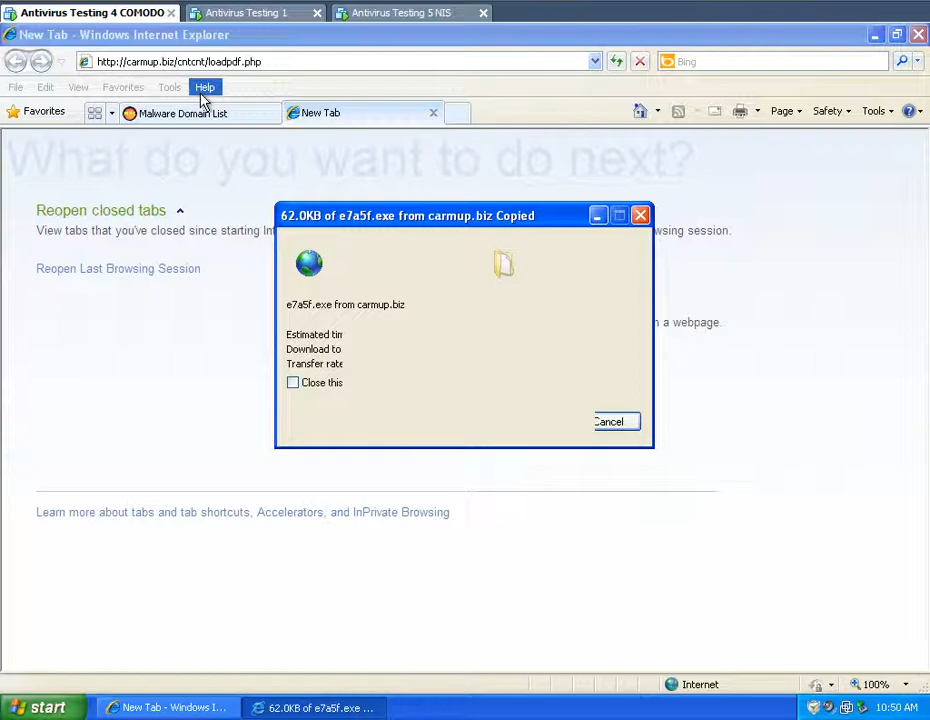 Antivirus Testing 4 COMODO
Antivirus Testing 1
Antivirus Testing 5 NIS
New Tab - Windows Internet Explorer
http://carmup.biz/cntcnt/loadpdf.php
Bing
File Edit View Favorites Tools Help
Favorites
Malware Domain List
New Tab
Page
Safety
Tools
What do you want to do next?
Reopen closed tabs
View tabs that you've closed since starting Int
wsing session.
Reopen Last Browsing Session
n a webpage.
62.0KB of e7a5f.exe from carmup.biz Copied
e7a5f.exe from carmup.biz
Estimated tim
Download to
Transfer rate
Close this
Cancel
Learn more about tabs and tab shortcuts, Accelerators, and InPrivate Browsing
Internet
100%
start
New Tab - Windows I...
62.0KB of e7a5f.exe ...
10:50 AM